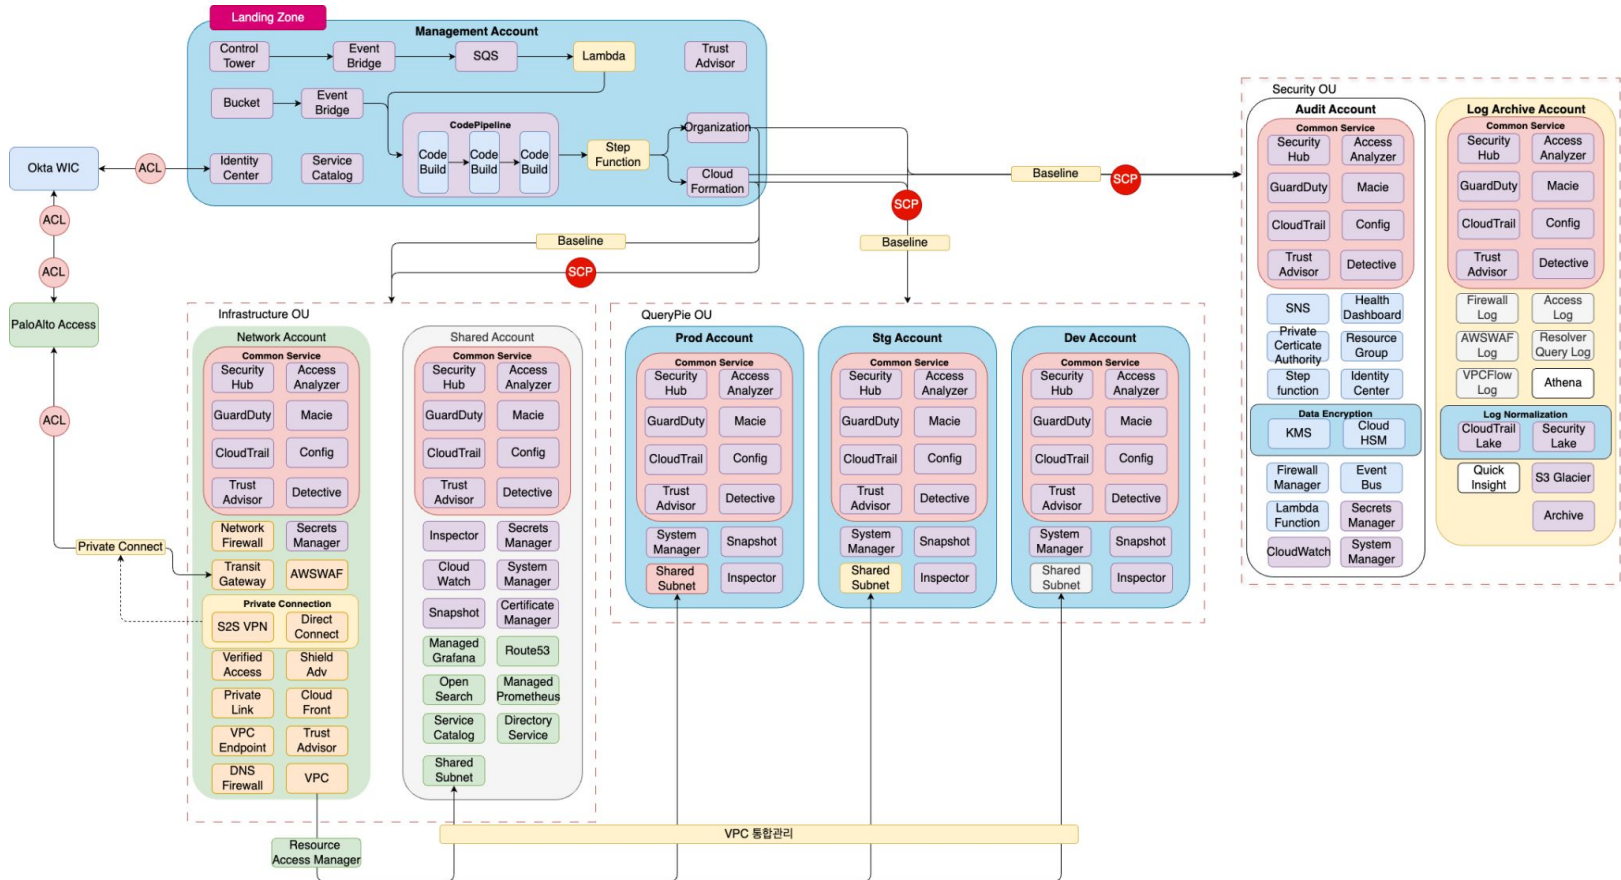 Landing Zone
Management Account
Control
Tower
Event
Bridge
SQS
Lambda
Trust
Advisor
Bucket
Event
Bridge
CodePipeline
Code
Build
Code
Build
Code
Build
Step
Function
Organization
Cloud
Formation
Identity
Center
Service
Catalog
Okta WIC
ACL
ACL
ACL
PaloAlto Access
ACL
Private Connect
Baseline
SCP
SCP
Baseline
Baseline
SCP
Infrastructure OU
Network Account
Common Service
Security
Hub
Access
Analyzer
GuardDuty
Macie
CloudTrail
Config
Trust
Advisor
Detective
Network
Firewall
Secrets
Manager
Transit
Gateway
AWSWAF
Private Connection
S2S VPN
Direct
Connect
Verified
Access
Shield
Adv
Private
Link
Cloud
Front
VPC
Endpoint
Trust
Advisor
DNS
Firewall
VPC
Resource
Access Manager
Shared Account
Common Service
Security
Hub
Access
Analyzer
GuardDuty
Macie
CloudTrail
Config
Trust
Advisor
Detective
Inspector
Secrets
Manager
Cloud
Watch
System
Manager
Snapshot
Certificate
Manager
Managed
Grafana
Route53
Open
Search
Managed
Prometheus
Service
Catalog
Directory
Service
Shared
Subnet
QueryPie OU
Prod Account
Common Service
Security
Hub
Access
Analyzer
GuardDuty
Macie
CloudTrail
Config
Trust
Advisor
Detective
System
Manager
Snapshot
Shared
Subnet
Inspector
Stg Account
Common Service
Security
Hub
Access
Analyzer
GuardDuty
Macie
CloudTrail
Config
Trust
Advisor
Detective
System
Manager
Snapshot
Shared
Subnet
Inspector
Dev Account
Common Service
Security
Hub
Access
Analyzer
GuardDuty
Macie
CloudTrail
Config
Trust
Advisor
Detective
System
Manager
Snapshot
Shared
Subnet
Inspector
VPC 통합관리
Security OU
Audit Account
Common Service
Security
Hub
Access
Analyzer
GuardDuty
Macie
CloudTrail
Config
Trust
Advisor
Detective
SNS
Health
Dashboard
Private
Certicate
Authority
Resource
Group
Step
function
Identity
Center
Data Encryption
KMS
Cloud
HSM
Firewall
Manager
Event
Bus
Lambda
Function
Secrets
Manager
CloudWatch
System
Manager
Log Archive Account
Common Service
Security
Hub
Access
Analyzer
GuardDuty
Macie
CloudTrail
Config
Trust
Advisor
Detective
Firewall
Log
Access
Log
AWSWAF
Log
Resolver
Query Log
VPCFlow
Log
Athena
Log Normalization
CloudTrail
Lake
Security
Lake
Quick
Insight
S3 Glacier
Archive